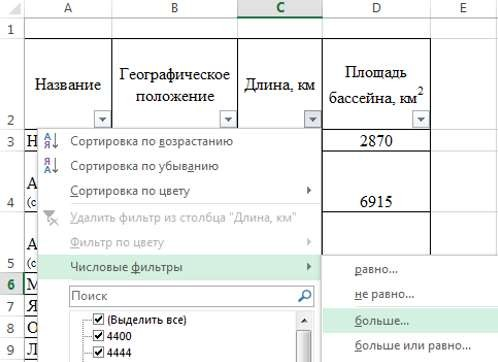 A B C D E
1
Название Географическое положение Длина, км Площадь бассейна, км2
2
3 Н 2870
Сортировка по возрастанию
Сортировка по убыванию
Сортировка по цвету
4 А (с 6915
Удалить фильтр из столбца "Длина, км"
Фильтр по цвету
5 А (с
Числовые фильтры
равно...
не равно...
больше...
больше или равно...
6 М
Поиск
7 Я
(Выделить все)
8 О
4400
9 Л
4444